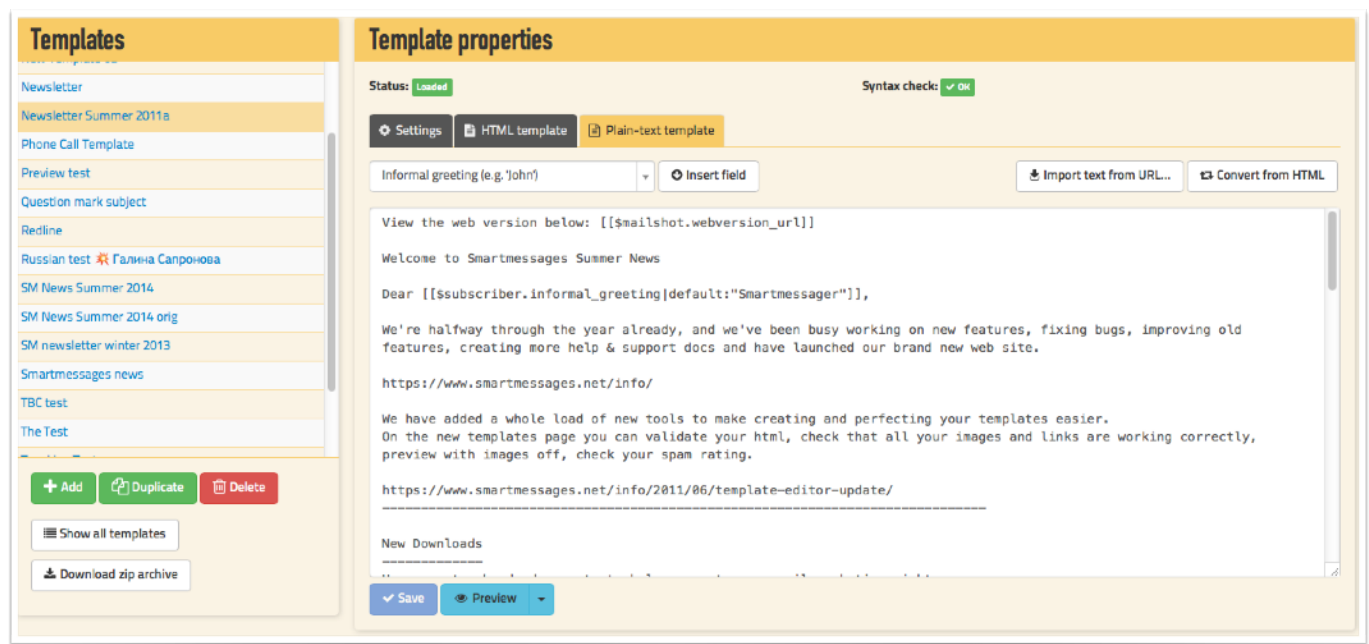 Templates
Newsletter
Newsletter Summer 2011a
Phone Call Template
Preview test
Question mark subject
Redline
Russian test 💥 Галина Сапронова
SM News Summer 2014
SM News Summer 2014 orig
SM newsletter winter 2013
Smartmessages news
TBC test
The Test
Add
Duplicate
Delete
Show all templates
Download zip archive
Template properties
Status: Loaded
Syntax check: ✓ OK
Settings
HTML template
Plain-text template
Informal greeting (e.g. 'John')
Insert field
Import text from URL...
Convert from HTML
View the web version below: [[$mailshot.webversion_url]]
Welcome to Smartmessages Summer News
Dear [[$subscriber.informal_greeting|default:"Smartmessager"]],
We're halfway through the year already, and we've been busy working on new features, fixing bugs, improving old
features, creating more help & support docs and have launched our brand new web site.
https://www.smartmessages.net/info/
We have added a whole load of new tools to make creating and perfecting your templates easier.
On the new templates page you can validate your html, check that all your images and links are working correctly,
preview with images off, check your spam rating.
https://www.smartmessages.net/info/2011/06/template-editor-update/
New Downloads
Save
Preview